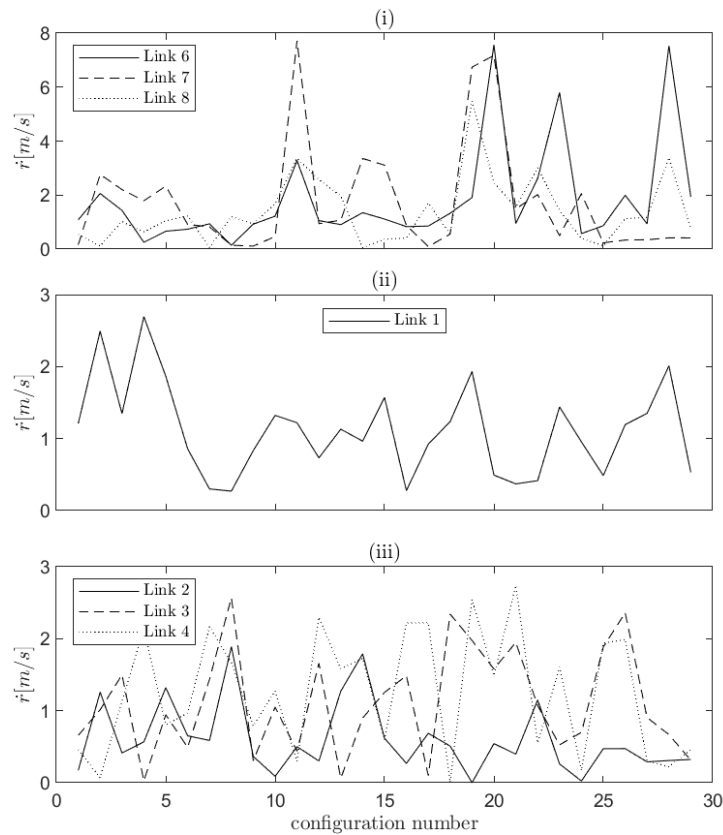 (i)
8
6
4
2
0
ṙ[m/s]
Link 6
Link 7
Link 8
(ii)
3
2
1
0
ṙ[m/s]
Link 1
(iii)
3
2
1
0
ṙ[m/s]
Link 2
Link 3
Link 4
0 5 10 15 20 25 30
configuration number